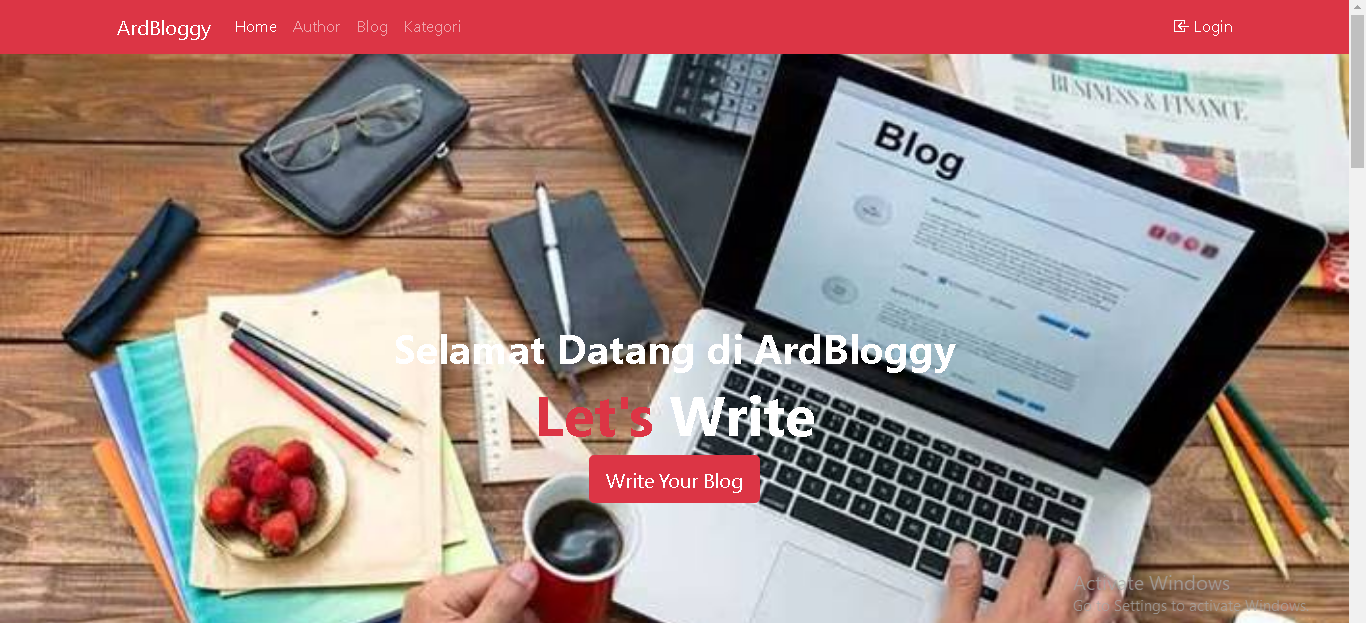 ArdBloggy Home Author Blog Kategori Login
BUSINESS & FINANCE
Blog
Selamat Datang di ArdBloggy
Let's Write
Write Your Blog
Activate Windows
Go to Settings to activate Windows.